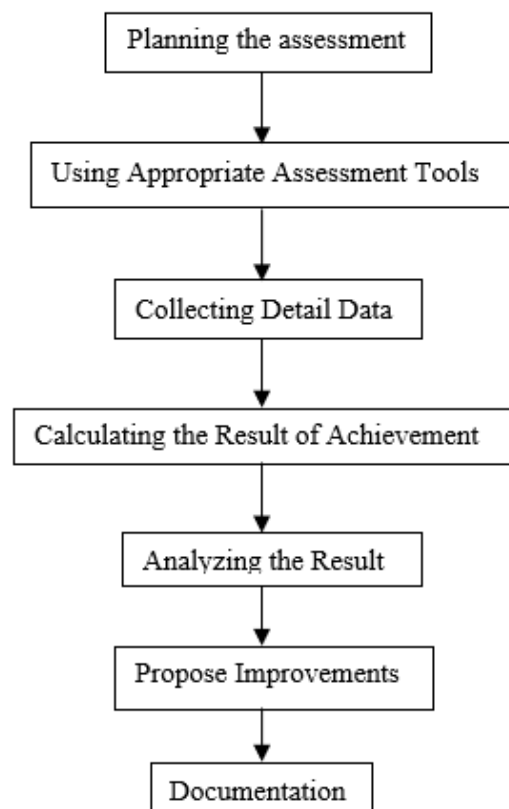 Planning the assessment
Using Appropriate Assessment Tools
Collecting Detail Data
Calculating the Result of Achievement
Analyzing the Result
Propose Improvements
Documentation